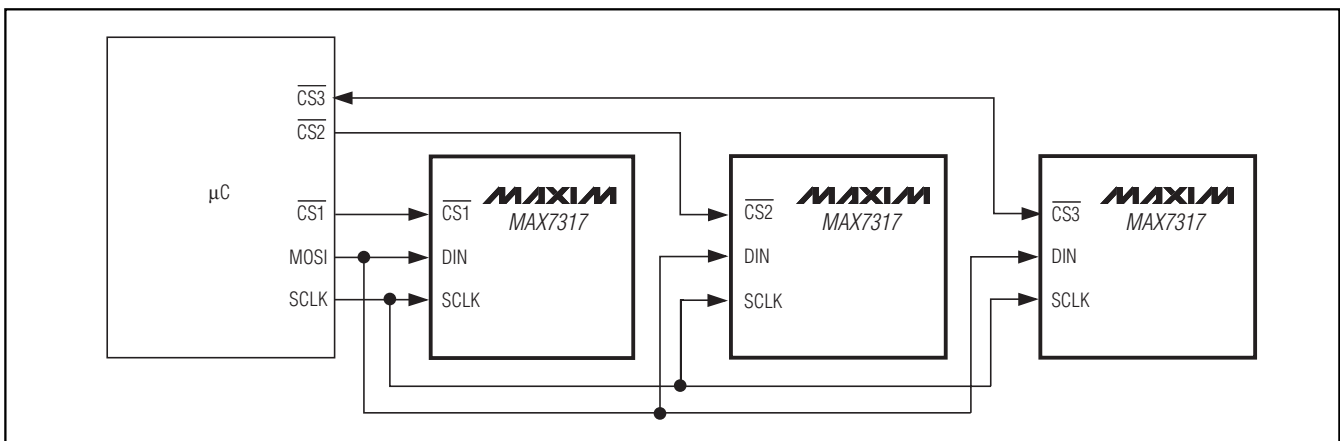 CS3
CS2
μC
CS1
MOSI
SCLK
MAXIM
MAX7317
CS1
DIN
SCLK
MAXIM
MAX7317
CS2
DIN
SCLK
MAXIM
MAX7317
CS3
DIN
SCLK